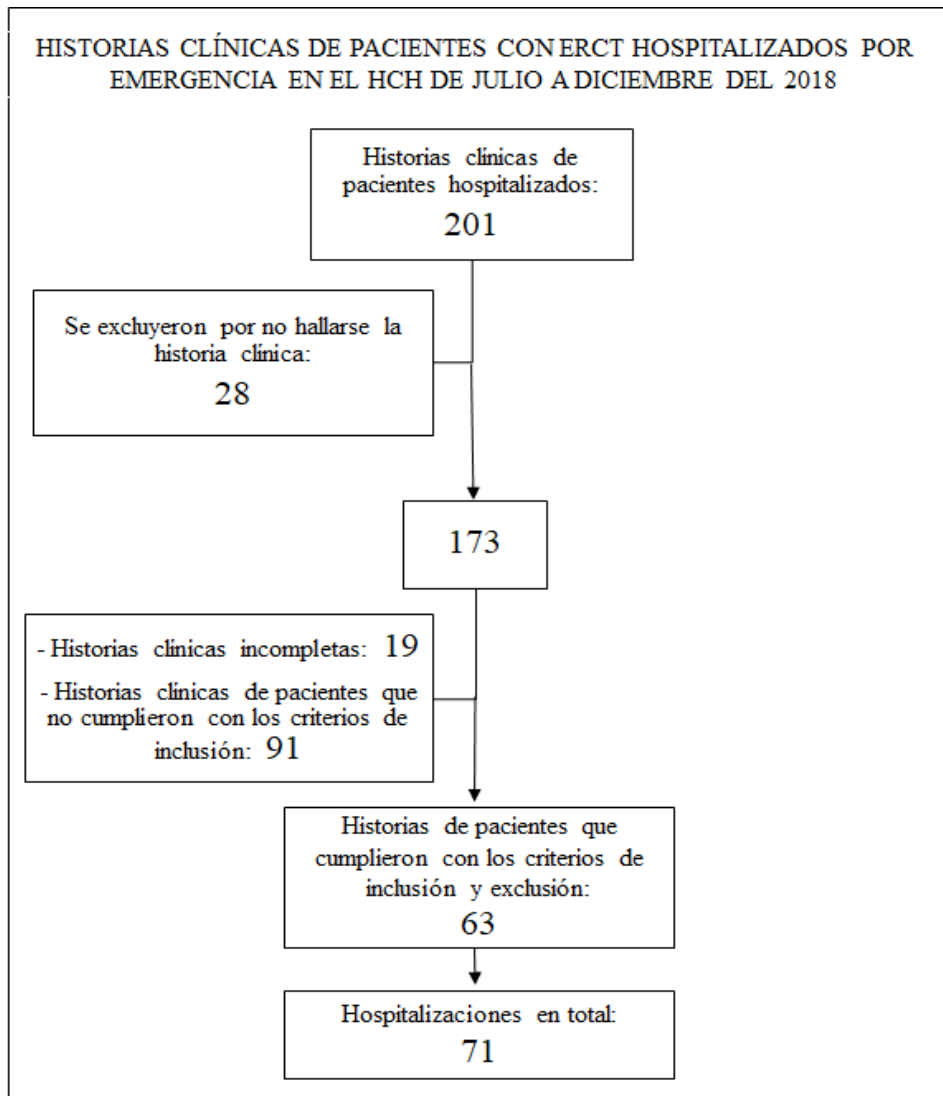 HISTORIAS CLÍNICAS DE PACIENTES CON ERCT HOSPITALIZADOS POR
EMERGENCIA EN EL HCH DE JULIO A DICIEMBRE DEL 2018
Historias clínicas de
pacientes hospitalizados:
201
Se excluyeron por no hallarse la
historia clínica:
28
173
- Historias clínicas incompletas: 19
- Historias clínicas de pacientes que
no cumplieron con los criterios de
inclusión: 91
Historias de pacientes que
cumplieron con los criterios de
inclusión y exclusión:
63
Hospitalizaciones en total:
71